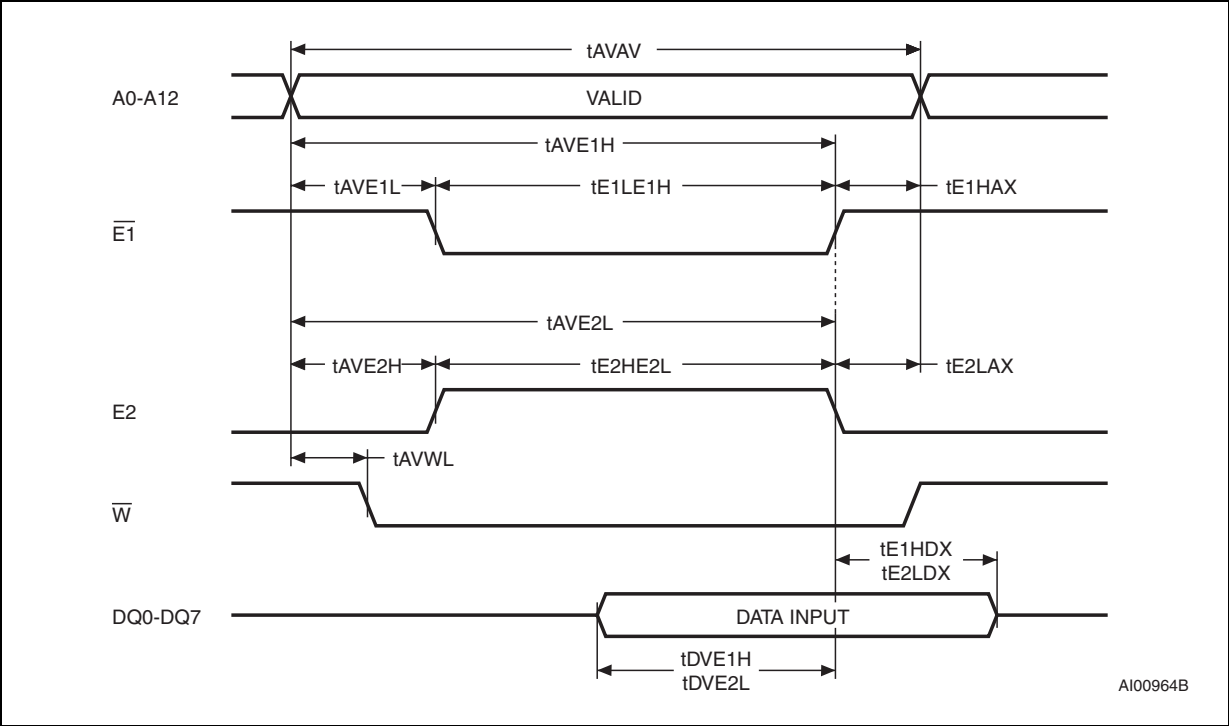 tAVAV
A0-A12 VALID
tAVE1H
tAVE1L tE1LE1H tE1HAX
E1
tAVE2L
tAVE2H tE2HE2L tE2LAX
E2
tAVWL
W
tE1HDX
tE2LDX
DQ0-DQ7 DATA INPUT
tDVE1H
tDVE2L
AI00964B